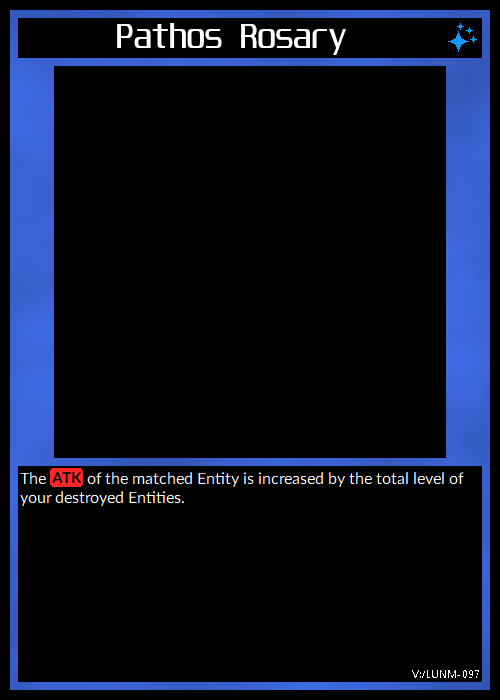 Pathos Rosary
The ATK of the matched Entity is increased by the total level of
your destroyed Entities.
V:/LUNM-097